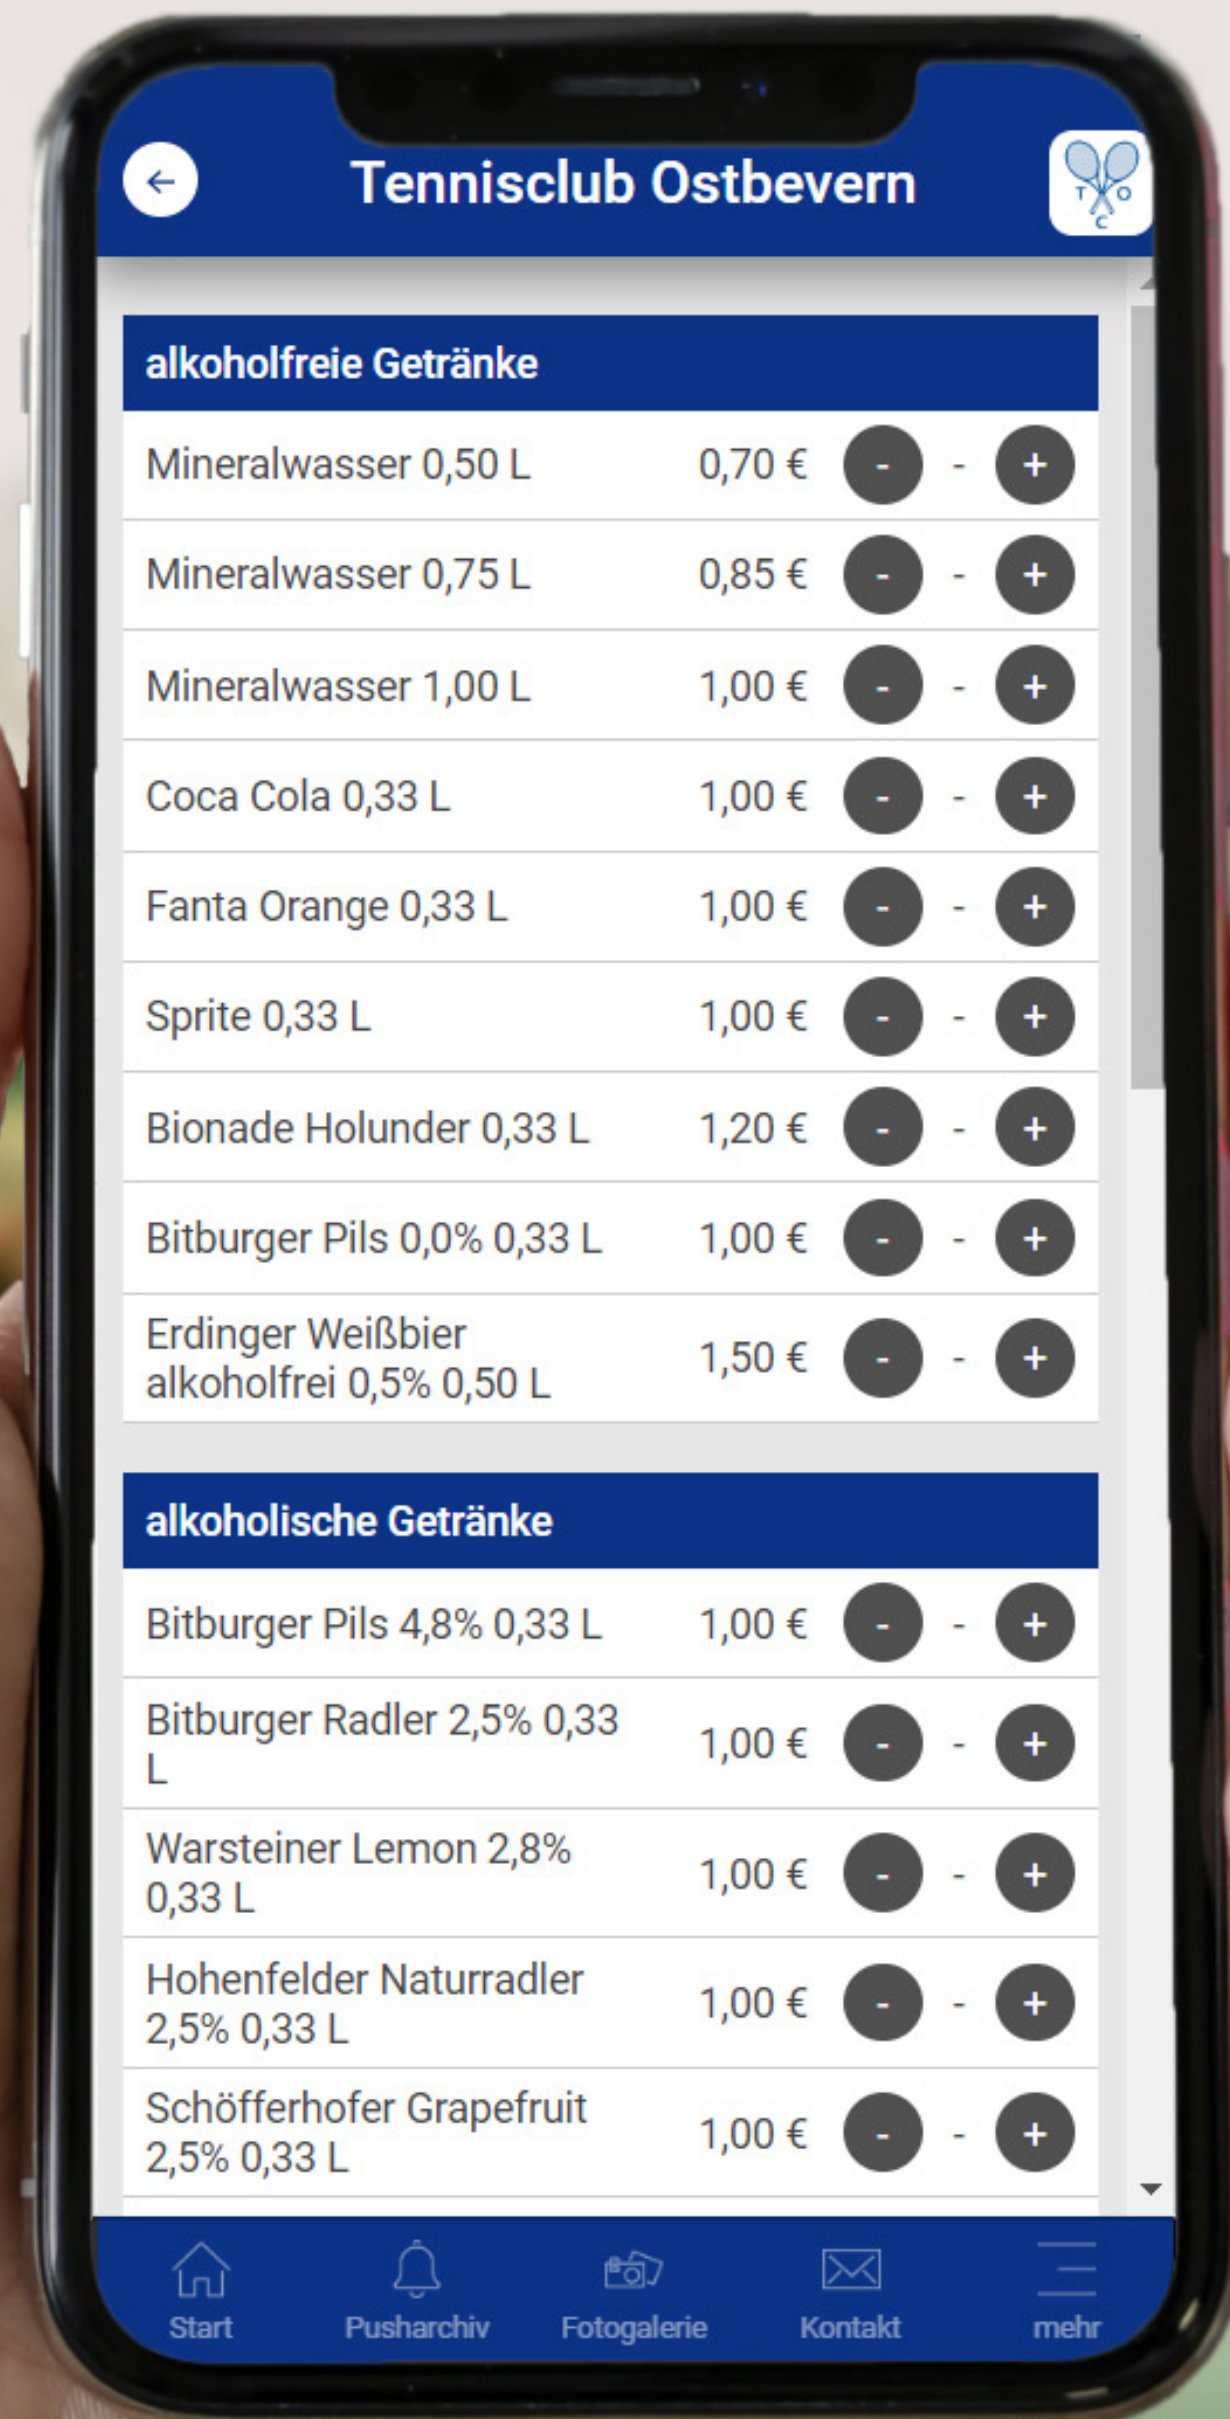 Tennisclub Ostbevern
T O
C
alkoholfreie Getränke
Mineralwasser 0,50 L 0,70 € - - +
Mineralwasser 0,75 L 0,85 € - - +
Mineralwasser 1,00 L 1,00 € - - +
Coca Cola 0,33 L 1,00 € - - +
Fanta Orange 0,33 L 1,00 € - - +
Sprite 0,33 L 1,00 € - - +
Bionade Holunder 0,33 L 1,20 € - - +
Bitburger Pils 0,0% 0,33 L 1,00 € - - +
Erdinger Weißbier
alkoholfrei 0,5% 0,50 L 1,50 € - - +
alkoholische Getränke
Bitburger Pils 4,8% 0,33 L 1,00 € - - +
Bitburger Radler 2,5% 0,33
L 1,00 € - - +
Warsteiner Lemon 2,8%
0,33 L 1,00 € - - +
Hohenfelder Naturradler
2,5% 0,33 L 1,00 € - - +
Schöfferhofer Grapefruit
2,5% 0,33 L 1,00 € - - +
Start Pusharchiv Fotogalerie Kontakt mehr